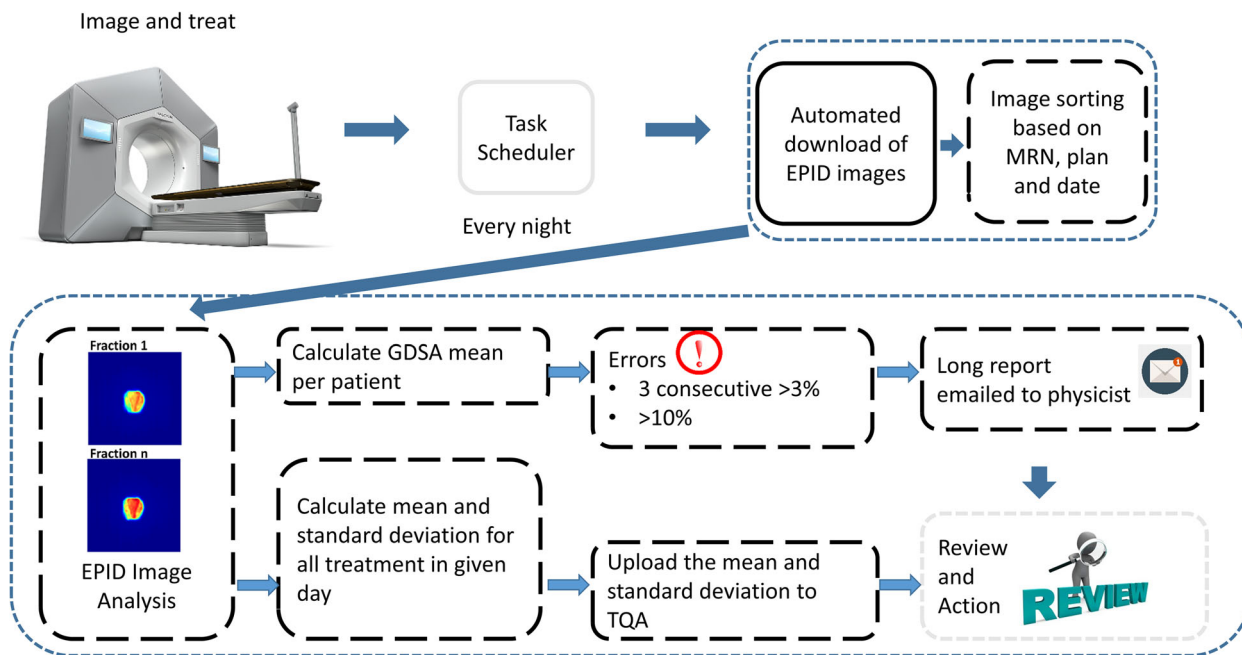 Image and treat
Task
Scheduler
Every night
Automated
download of
EPID images
Image sorting
based on
MRN, plan
and date
Fraction 1
Fraction n
EPID Image
Analysis
Calculate GDSA mean
per patient
Errors
• 3 consecutive >3%
• >10%
Long report
emailed to physicist
1
Calculate mean and
standard deviation for
all treatment in given
day
Upload the mean and
standard deviation to
TQA
Review
and
Action
REVIEW